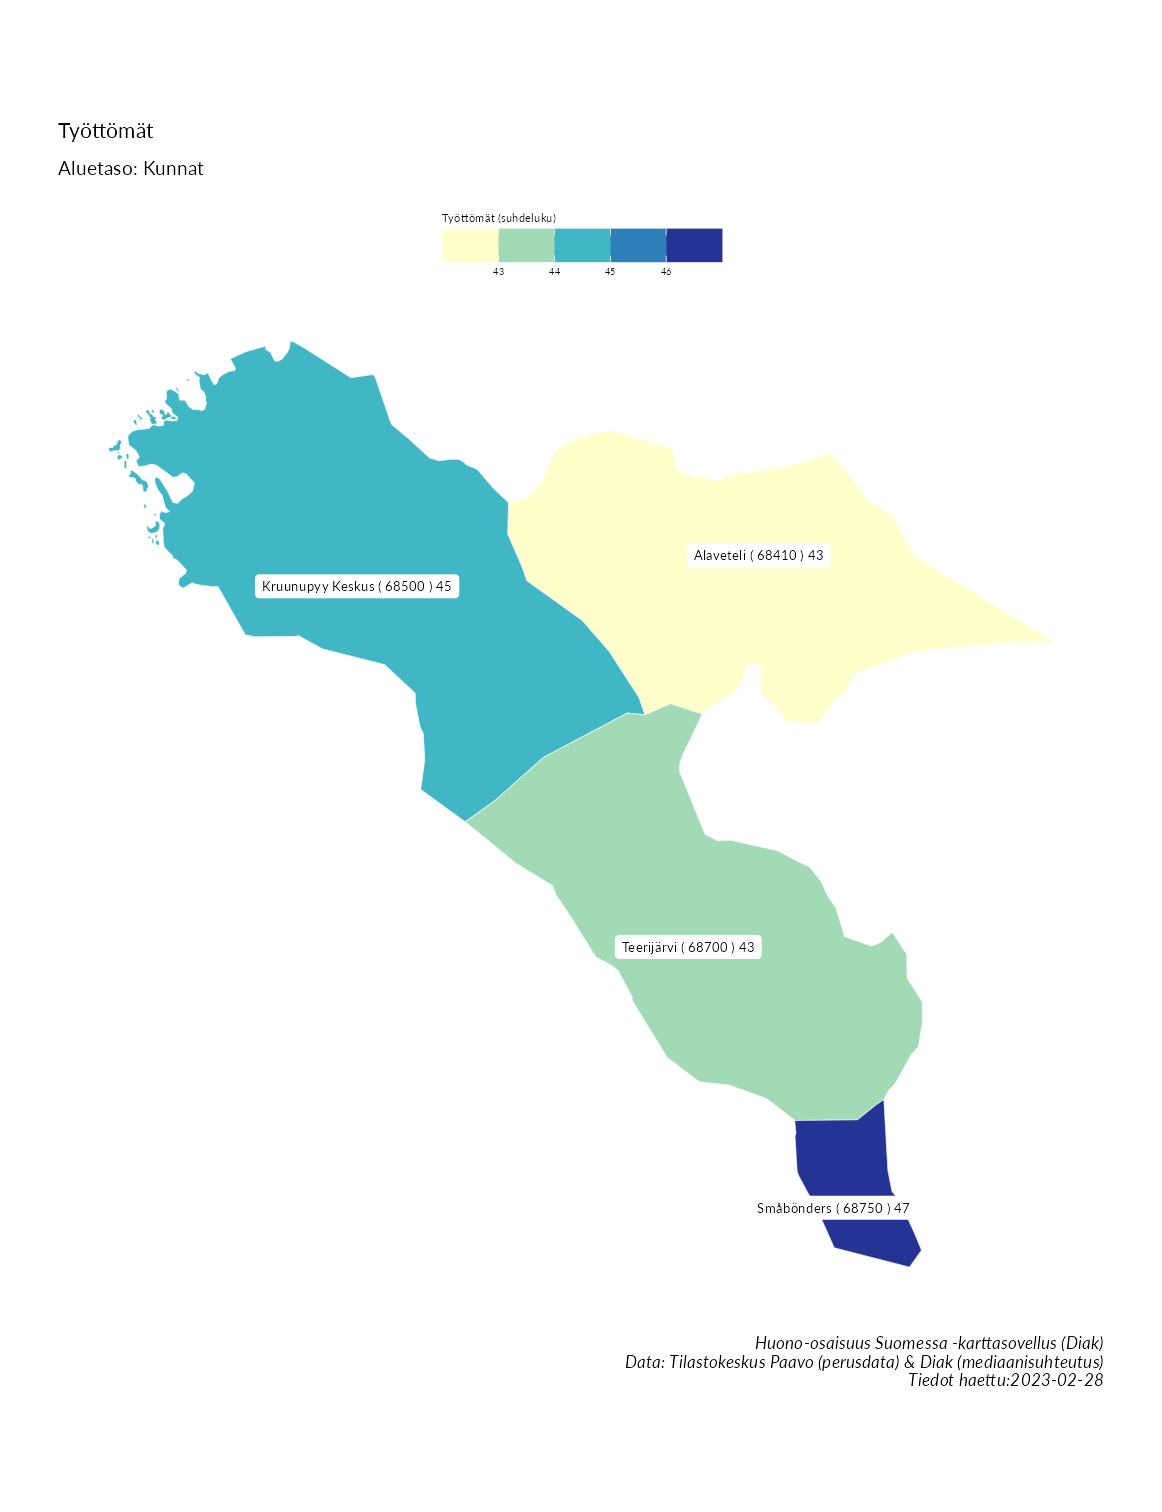 Työttömät
Aluetaso: Kunnat
Työttömät (suhdeluku)
43 44 45 46
Alaveteli ( 68410 ) 43
Kruunupyy Keskus ( 68500 ) 45
Teerijärvi ( 68700 ) 43
Småbönders ( 68750 ) 47
Huono-osaisuus Suomessa -karttasovellus (Diak)
Data: Tilastokeskus Paavo (perusdata) & Diak (mediaanisuhteutus)
Tiedot haettu:2023-02-28